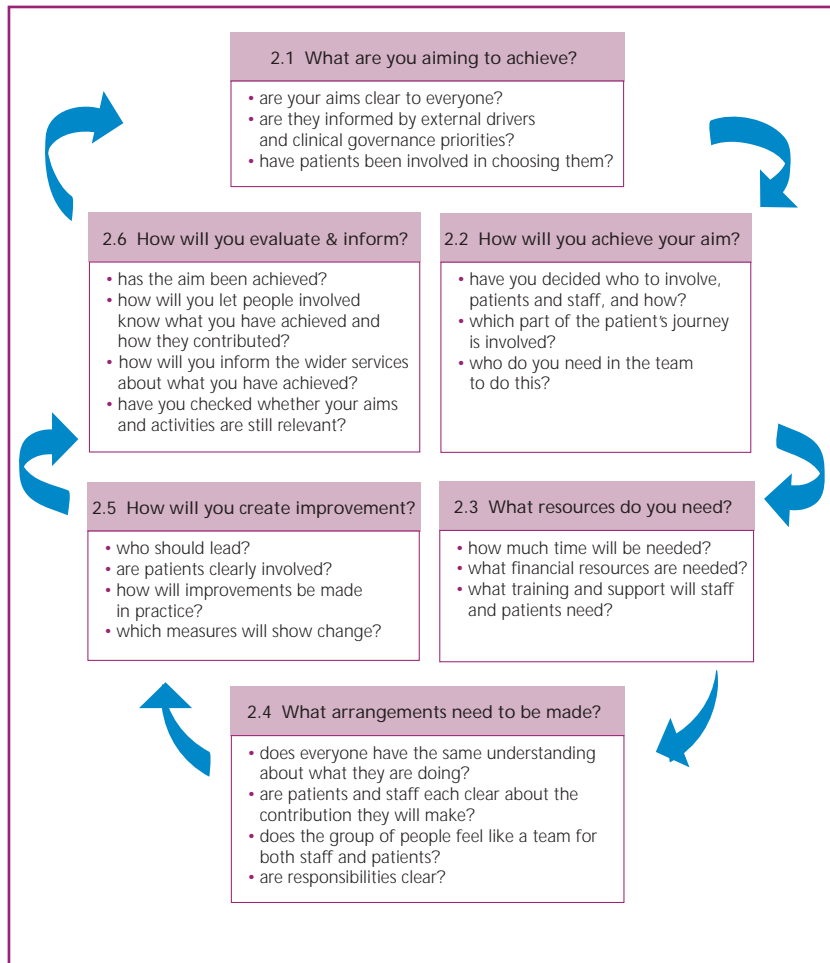 2.1 What are you aiming to achieve?
• are your aims clear to everyone?
• are they informed by external drivers
and clinical governance priorities?
• have patients been involved in choosing them?
2.2 How will you achieve your aim?
• have you decided who to involve,
patients and staff, and how?
• which part of the patient's journey
is involved?
• who do you need in the team
to do this?
2.3 What resources do you need?
• how much time will be needed?
• what financial resources are needed?
• what training and support will staff
and patients need?
2.4 What arrangements need to be made?
• does everyone have the same understanding
about what they are doing?
• are patients and staff each clear about the
contribution they will make?
• does the group of people feel like a team for
both staff and patients?
• are responsibilities clear?
2.5 How will you create improvement?
• who should lead?
• are patients clearly involved?
• how will improvements be made
in practice?
• which measures will show change?
2.6 How will you evaluate & inform?
• has the aim been achieved?
• how will you let people involved
know what you have achieved and
how they contributed?
• how will you inform the wider services
about what you have achieved?
• have you checked whether your aims
and activities are still relevant?